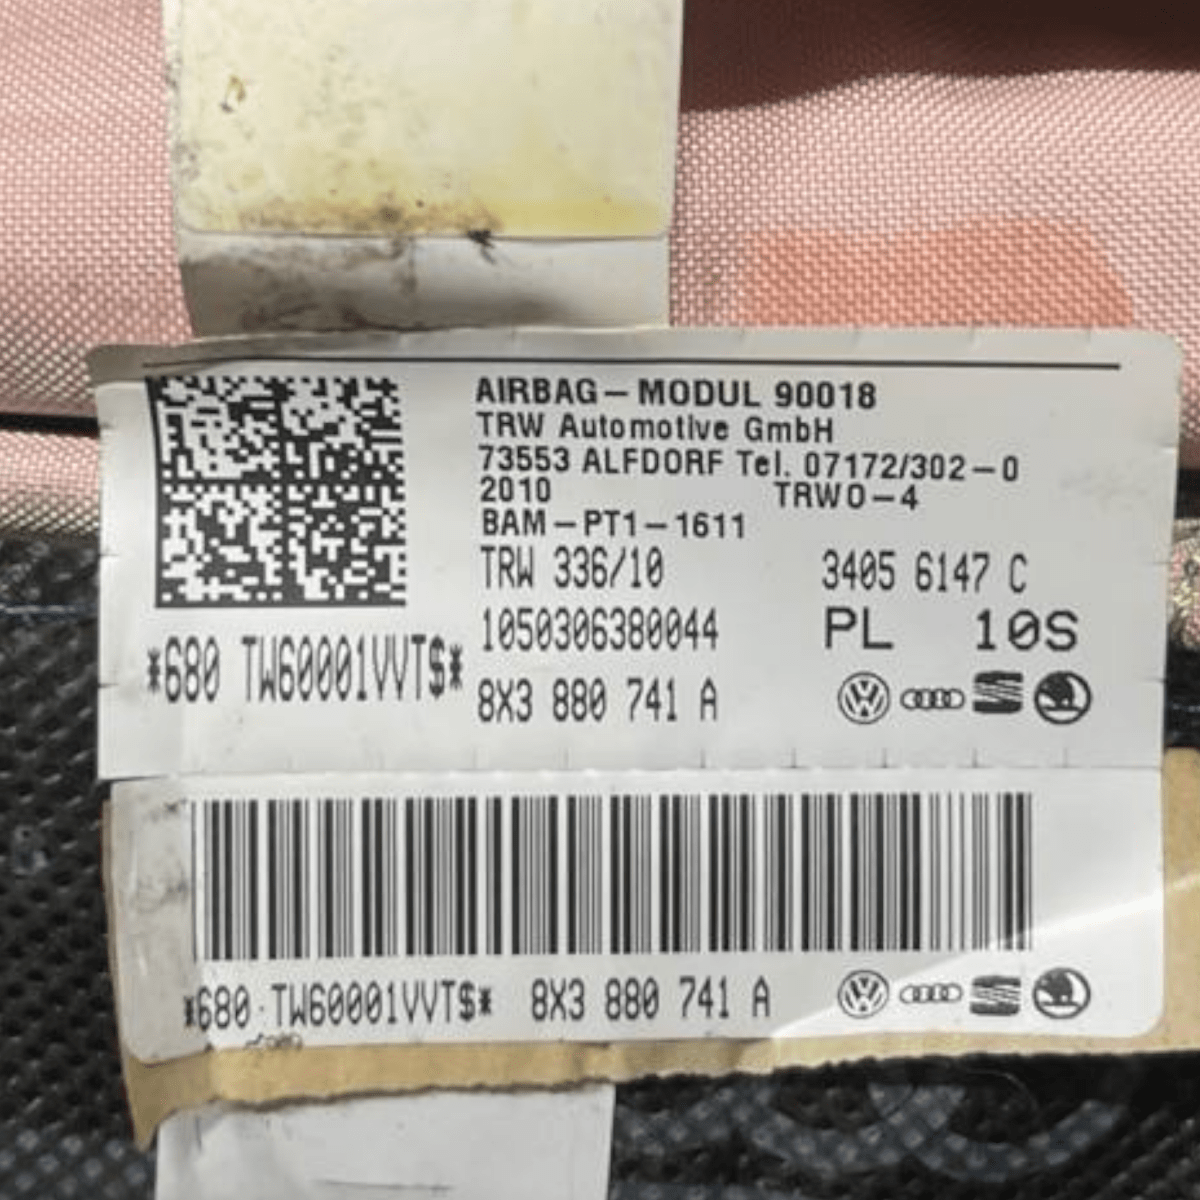 AIRBAG-MODUL 90018
TRW Automotive GmbH
73553 ALFDORF Tel. 07172/302-0
2010 TRWO-4
BAM-PT1-1611
TRW 336/10 3405 6147 C
1050306380044 PL 10S
*680 TW60001VVT$*
8X3 880 741 A
*680 TW60001VVT$* 8X3 880 741 A